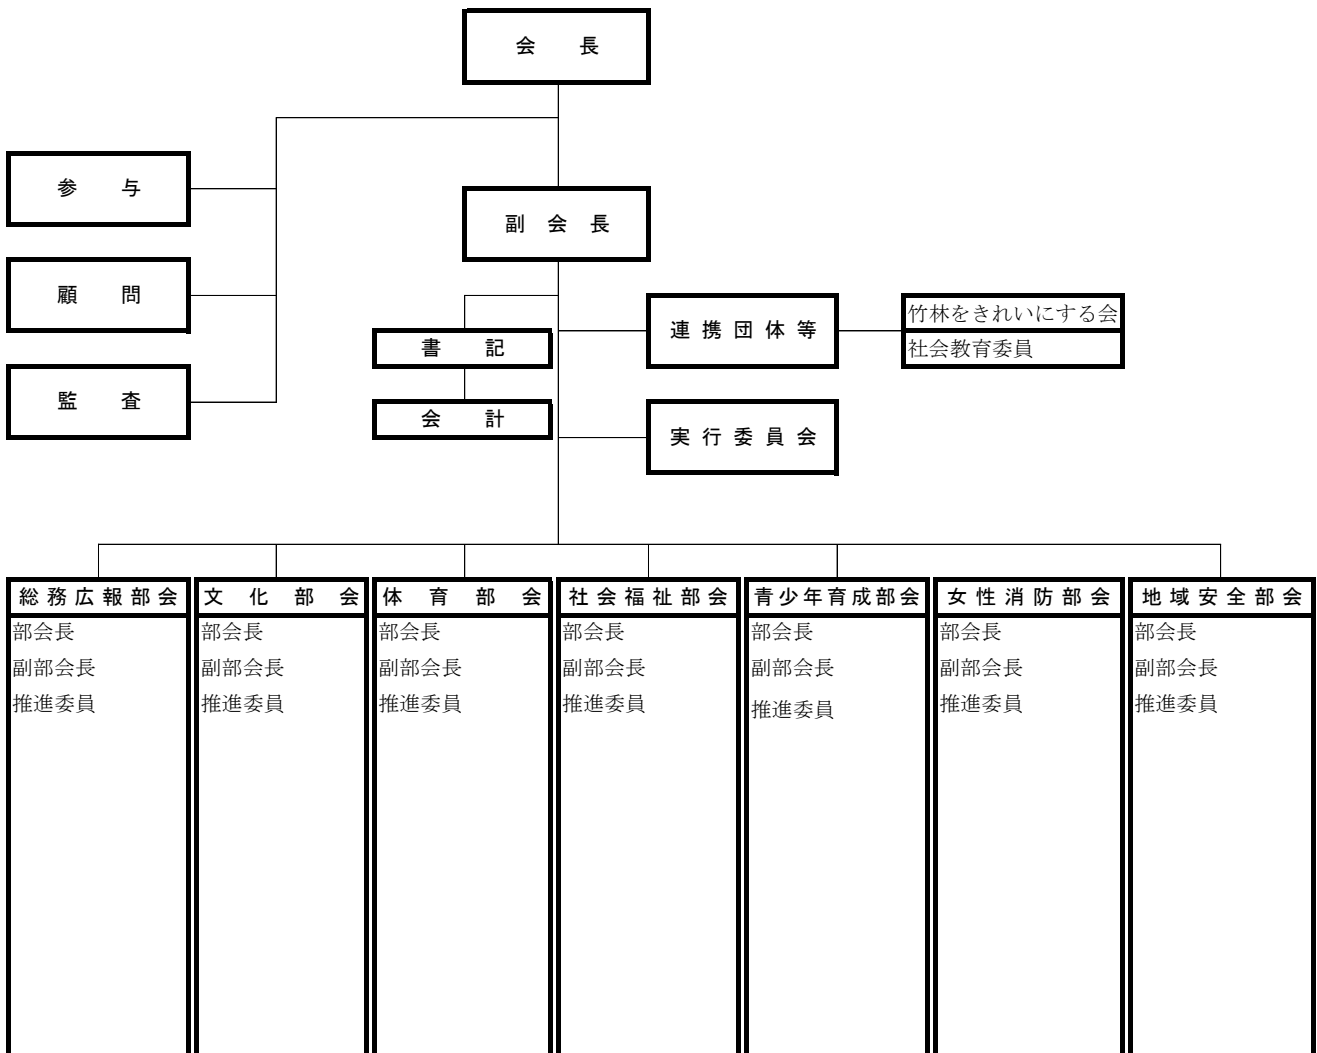 会長
参与
副会長
顧問
連携団体等
竹林をきれいにする会
社会教育委員
書記
監査
会計
実行委員会
総務広報部会
部会長
副部会長
推進委員
文化部会
部会長
副部会長
推進委員
体育部会
部会長
副部会長
推進委員
社会福祉部会
部会長
副部会長
推進委員
青少年育成部会
部会長
副部会長
推進委員
女性消防部会
部会長
副部会長
推進委員
地域安全部会
部会長
副部会長
推進委員